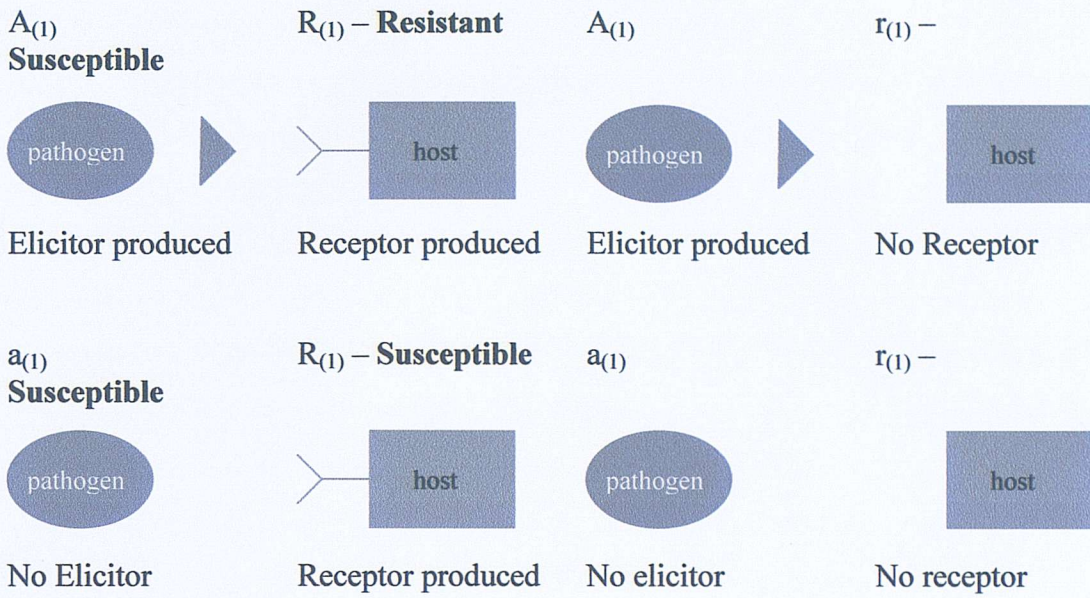 A(1) R(1) – Resistant A(1) r(1) –
Susceptible
pathogen host pathogen host
Elicitor produced Receptor produced Elicitor produced No Receptor
a(1) R(1) – Susceptible a(1) r(1) –
Susceptible
pathogen host pathogen host
No Elicitor Receptor produced No elicitor No receptor